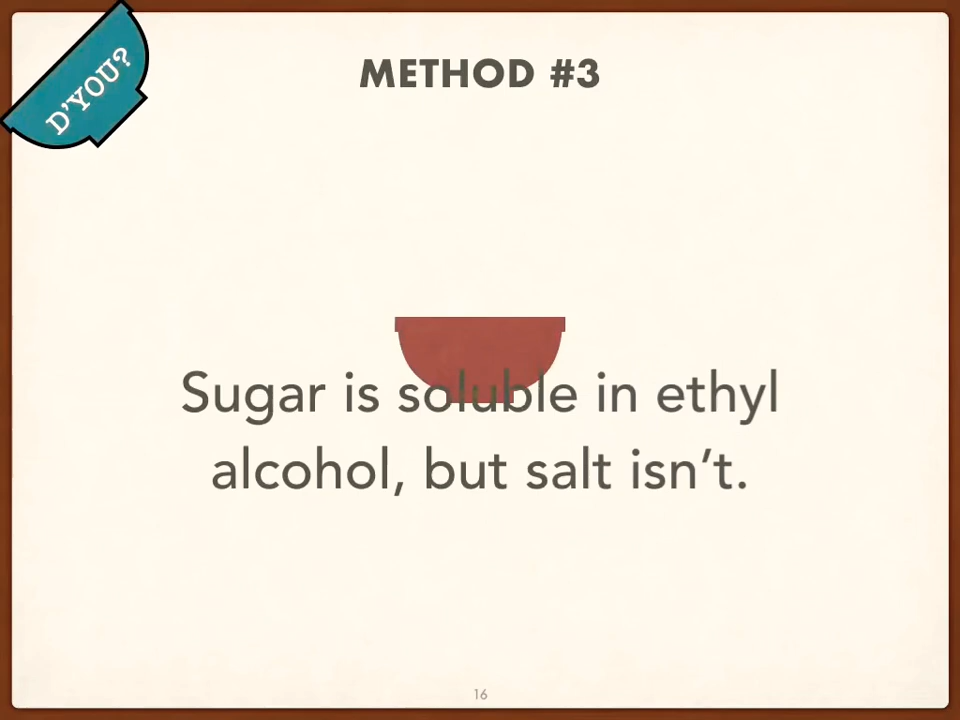 D'YOU?
METHOD #3
Sugar is soluble in ethyl
alcohol, but salt isn’t.
16